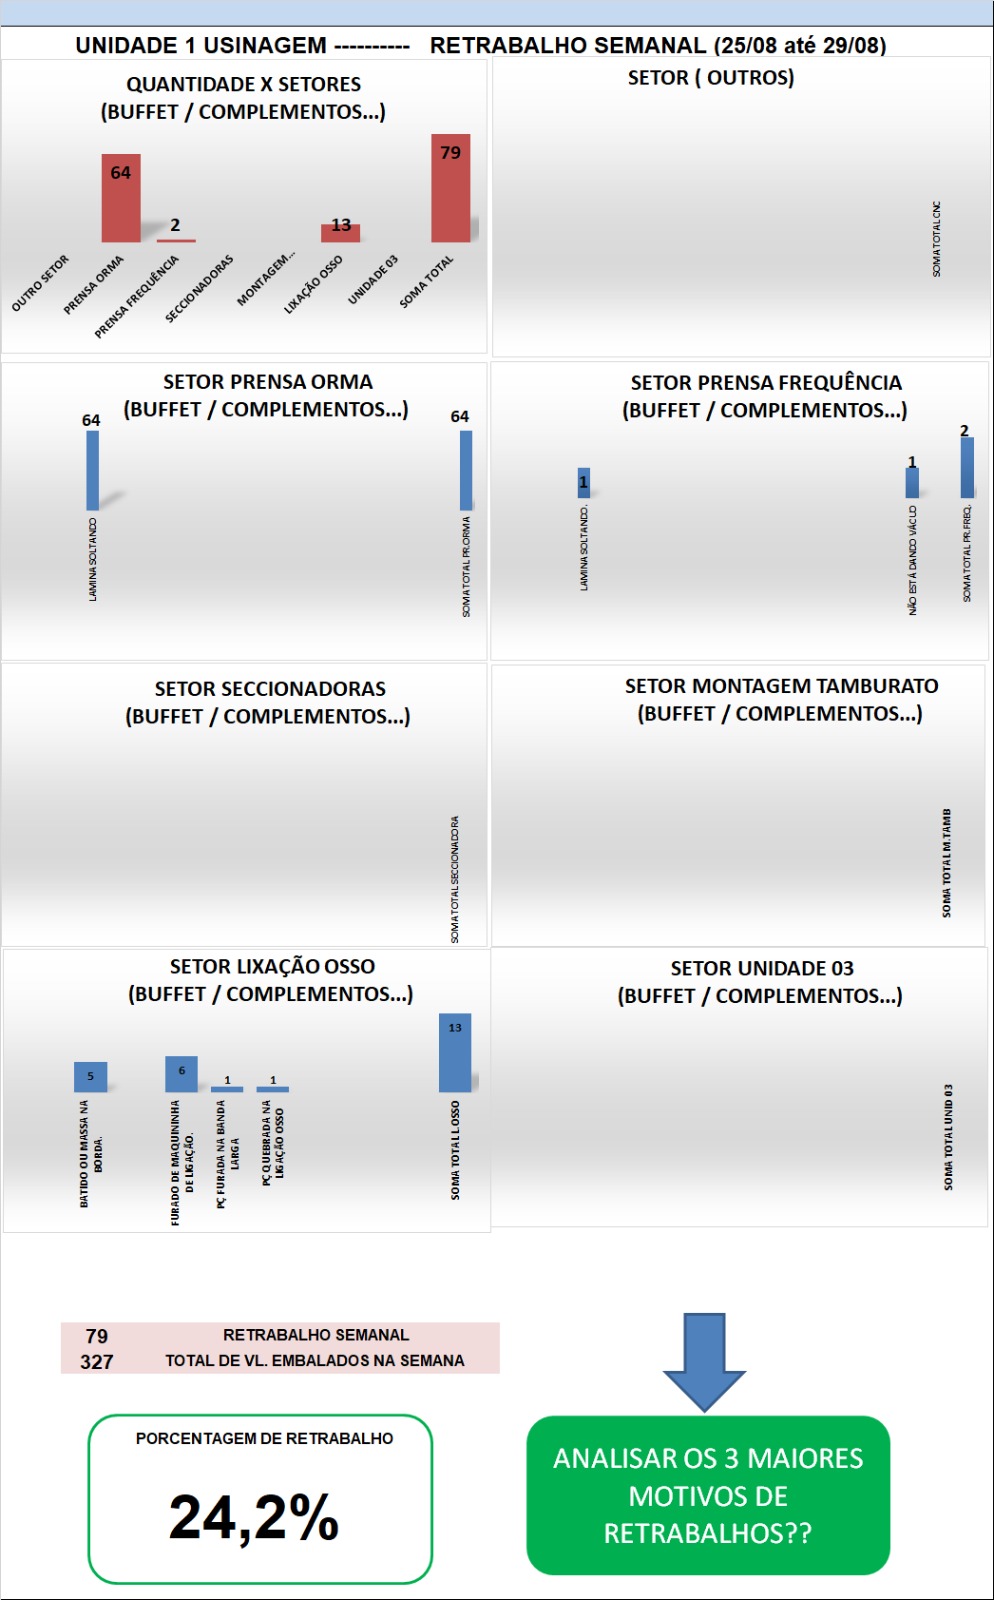 UNIDADE 1 USINAGEM ---------- RETRABALHO SEMANAL (25/08 até 29/08)
QUANTIDADE X SETORES
(BUFFET / COMPLEMENTOS...)
64
2
13
79
OUTRO SETOR
PRENSA ORMA
PRENSA FREQUÊNCIA
SECCIONADORAS
MONTAGEM...
LIXAÇÃO OSSO
UNIDADE 03
SOMA TOTAL
SETOR ( OUTROS)
SOMA TOTAL CNC
SETOR PRENSA ORMA
(BUFFET / COMPLEMENTOS...)
64
64
LAMINA SOLTANDO
SOMA TOTAL PR.ORMA
SETOR PRENSA FREQUÊNCIA
(BUFFET / COMPLEMENTOS...)
1
1
2
LAMINA SOLTANDO.
NÃO ESTÁ DANDO VÁCUO
SOMA TOTAL PR.FREQ.
SETOR SECCIONADORAS
(BUFFET / COMPLEMENTOS...)
SOMA TOTAL SECCIONADORA
SETOR MONTAGEM TAMBURATO
(BUFFET / COMPLEMENTOS...)
SOMA TOTAL M.TAMB
SETOR LIXAÇÃO OSSO
(BUFFET / COMPLEMENTOS...)
5
6
1
1
13
BATIDO OU MASSA NA
BORDA.
FURADO DE MAQUININHA
DE LIGAÇÃO.
PÇ FURADA NA BANDA
LARGA
PÇ QUEBRADA NA
LIGAÇÃO OSSO
SOMA TOTAL L.OSSO
SETOR UNIDADE 03
(BUFFET / COMPLEMENTOS...)
SOMA TOTAL UNID 03
79 RETRABALHO SEMANAL
327 TOTAL DE VL. EMBALADOS NA SEMANA
PORCENTAGEM DE RETRABALHO
24,2%
ANALISAR OS 3 MAIORES
MOTIVOS DE
RETRABALHOS??